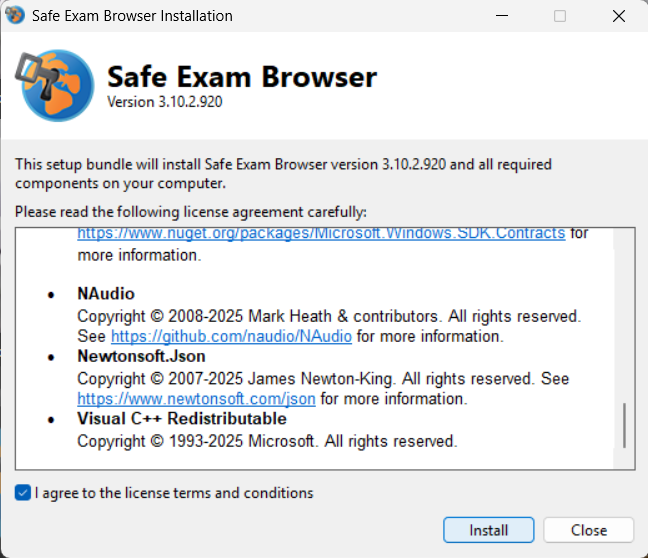 Safe Exam Browser Installation
Safe Exam Browser
Version 3.10.2.920
This setup bundle will install Safe Exam Browser version 3.10.2.920 and all required
components on your computer.
Please read the following license agreement carefully:
https://www.nuget.org/packages/Microsoft.Windows.SDK.Contracts for
more information.
• NAudio
Copyright © 2008-2025 Mark Heath & contributors. All rights reserved.
See https://github.com/naudio/NAudio for more information.
• Newtonsoft.Json
Copyright © 2007-2025 James Newton-King. All rights reserved. See
https://www.newtonsoft.com/json for more information.
• Visual C++ Redistributable
Copyright © 1993-2025 Microsoft. All rights reserved.
I agree to the license terms and conditions
Install Close